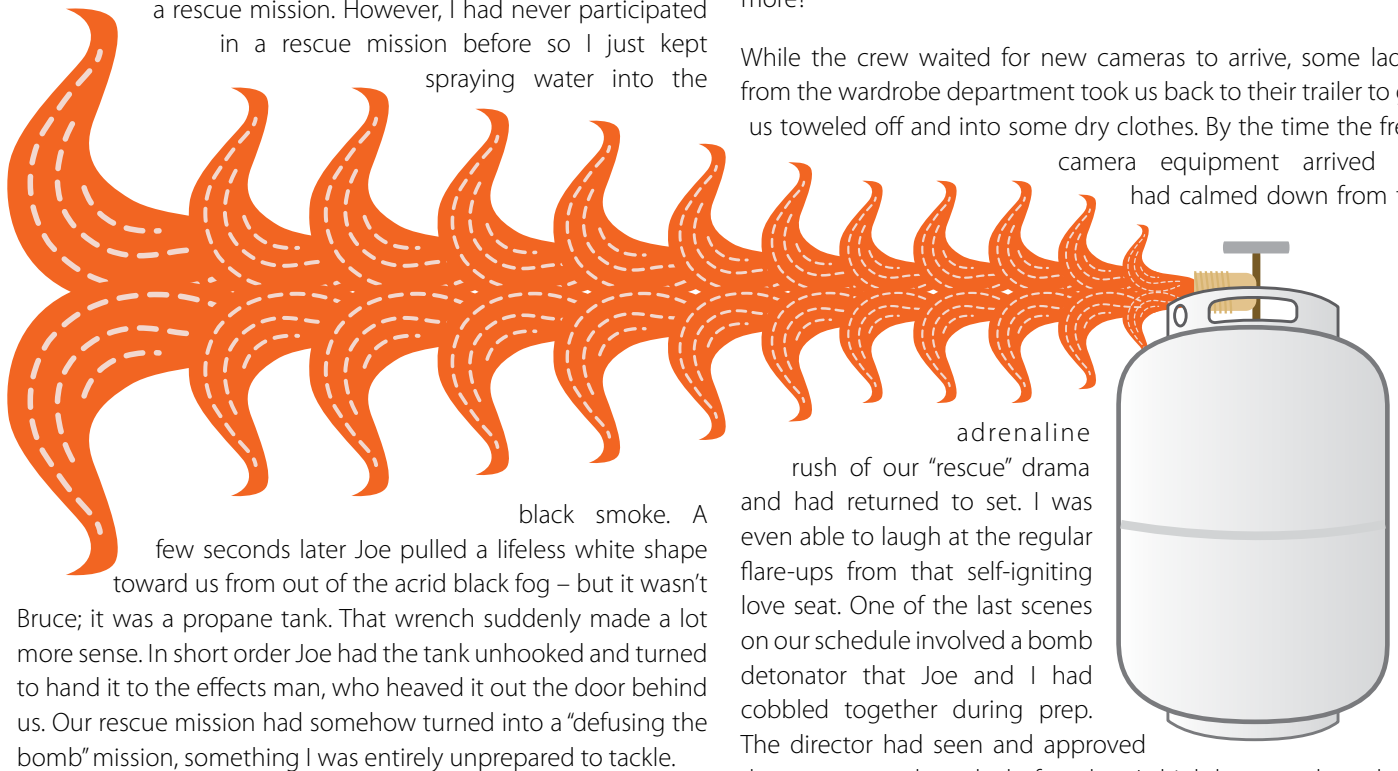 a rescue mission. However, I had never participated
in a rescue mission before so I just kept
spraying water into the
black smoke. A
few seconds later Joe pulled a lifeless white shape
toward us from out of the acrid black fog – but it wasn’t
Bruce; it was a propane tank. That wrench suddenly made a lot
more sense. In short order Joe had the tank unhooked and turned
to hand it to the effects man, who heaved it out the door behind
us. Our rescue mission had somehow turned into a “defusing the
bomb” mission, something I was entirely unprepared to tackle.
more?
While the crew waited for new cameras to arrive, some
from the wardrobe department took us back to their trailer to
us toweled off and into some dry clothes. By the time the
camera equipment arrived
had calmed down from
adrenaline
rush of our “rescue” drama
and had returned to set. I was
even able to laugh at the regular
flare-ups from that self-igniting
love seat. One of the last scenes
on our schedule involved a bomb
detonator that Joe and I had
cobbled together during prep.
The director had seen and approved